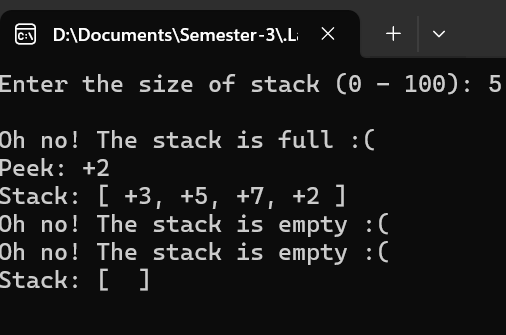 D:\Documents\Semester-3\.L
Enter the size of stack (0 - 100): 5
Oh no! The stack is full :(
Peek: +2
Stack: [ +3, +5, +7, +2 ]
Oh no! The stack is empty :(
Oh no! The stack is empty :(
Stack: [  ]